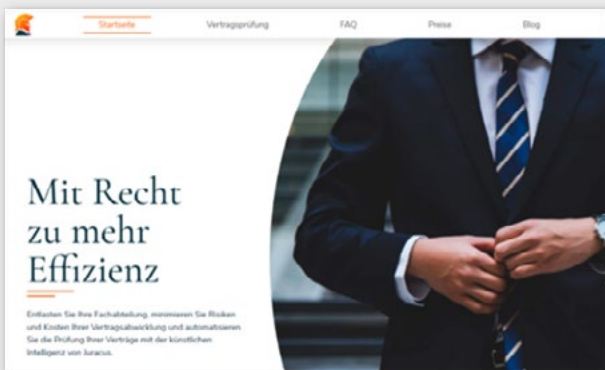 Startseite
Vertragsprüfung
FAQ
Preise
Blog
Mit Recht
zu mehr
Effizienz
Entlasten Sie Ihre Fachabteilung, minimieren Sie Risiken
und Kosten Ihrer Vertragsabwicklung und automatisieren
Sie die Prüfung Ihrer Verträge mit der künstlichen
Intelligenz von Juracus.